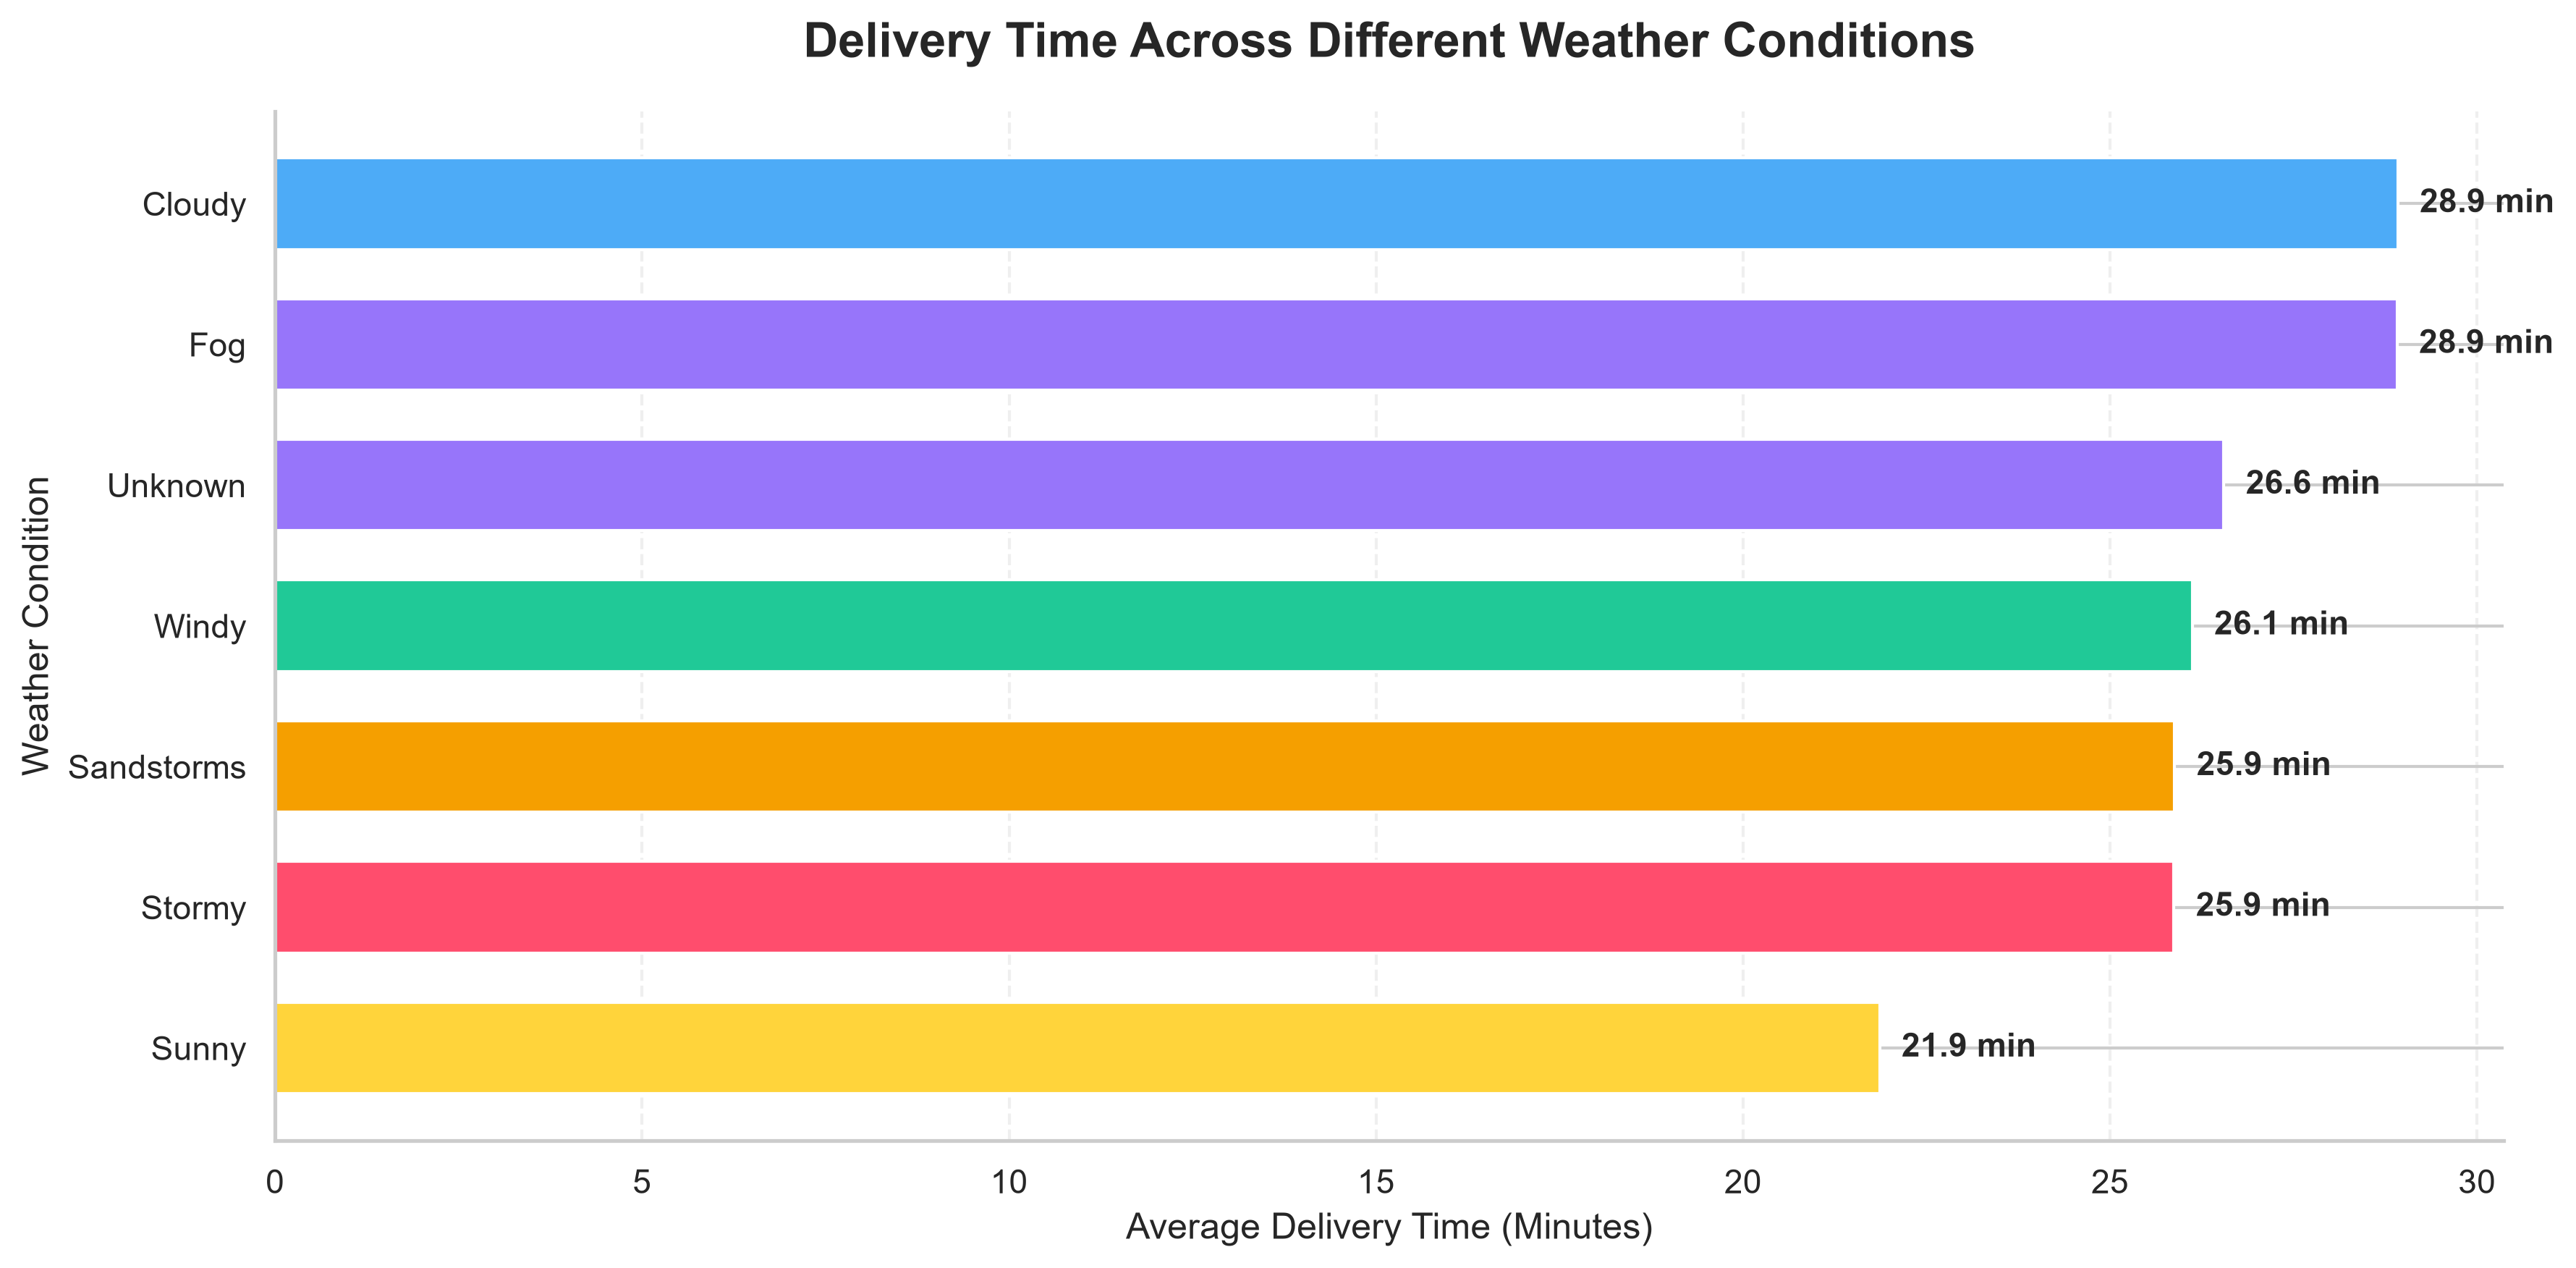 Delivery Time Across Different Weather Conditions
Weather Condition
Cloudy 28.9 min
Fog 28.9 min
Unknown 26.6 min
Windy 26.1 min
Sandstorms 25.9 min
Stormy 25.9 min
Sunny 21.9 min
0 5 10 15 20 25 30
Average Delivery Time (Minutes)